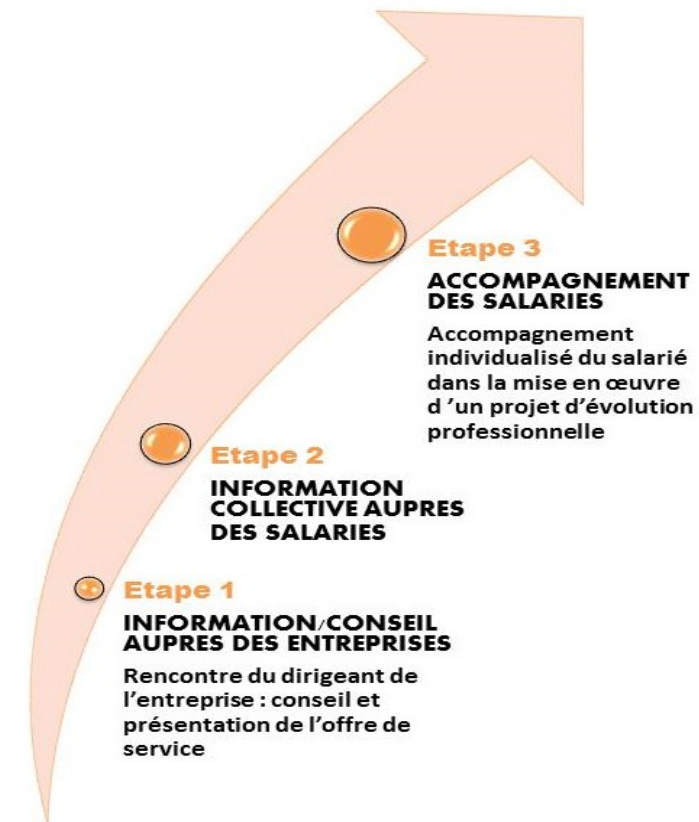 Etape 3
ACCOMPAGNEMENT
DES SALARIES
Accompagnement
individualisé du salarié
dans la mise en œuvre
d ’un projet d’évolution
professionnelle
Etape 2
INFORMATION
COLLECTIVE AUPRES
DES SALARIES
Etape 1
INFORMATION/CONSEIL
AUPRES DES ENTREPRISES
Rencontre du dirigeant de
l’entreprise : conseil et
présentation de l’offre de
service